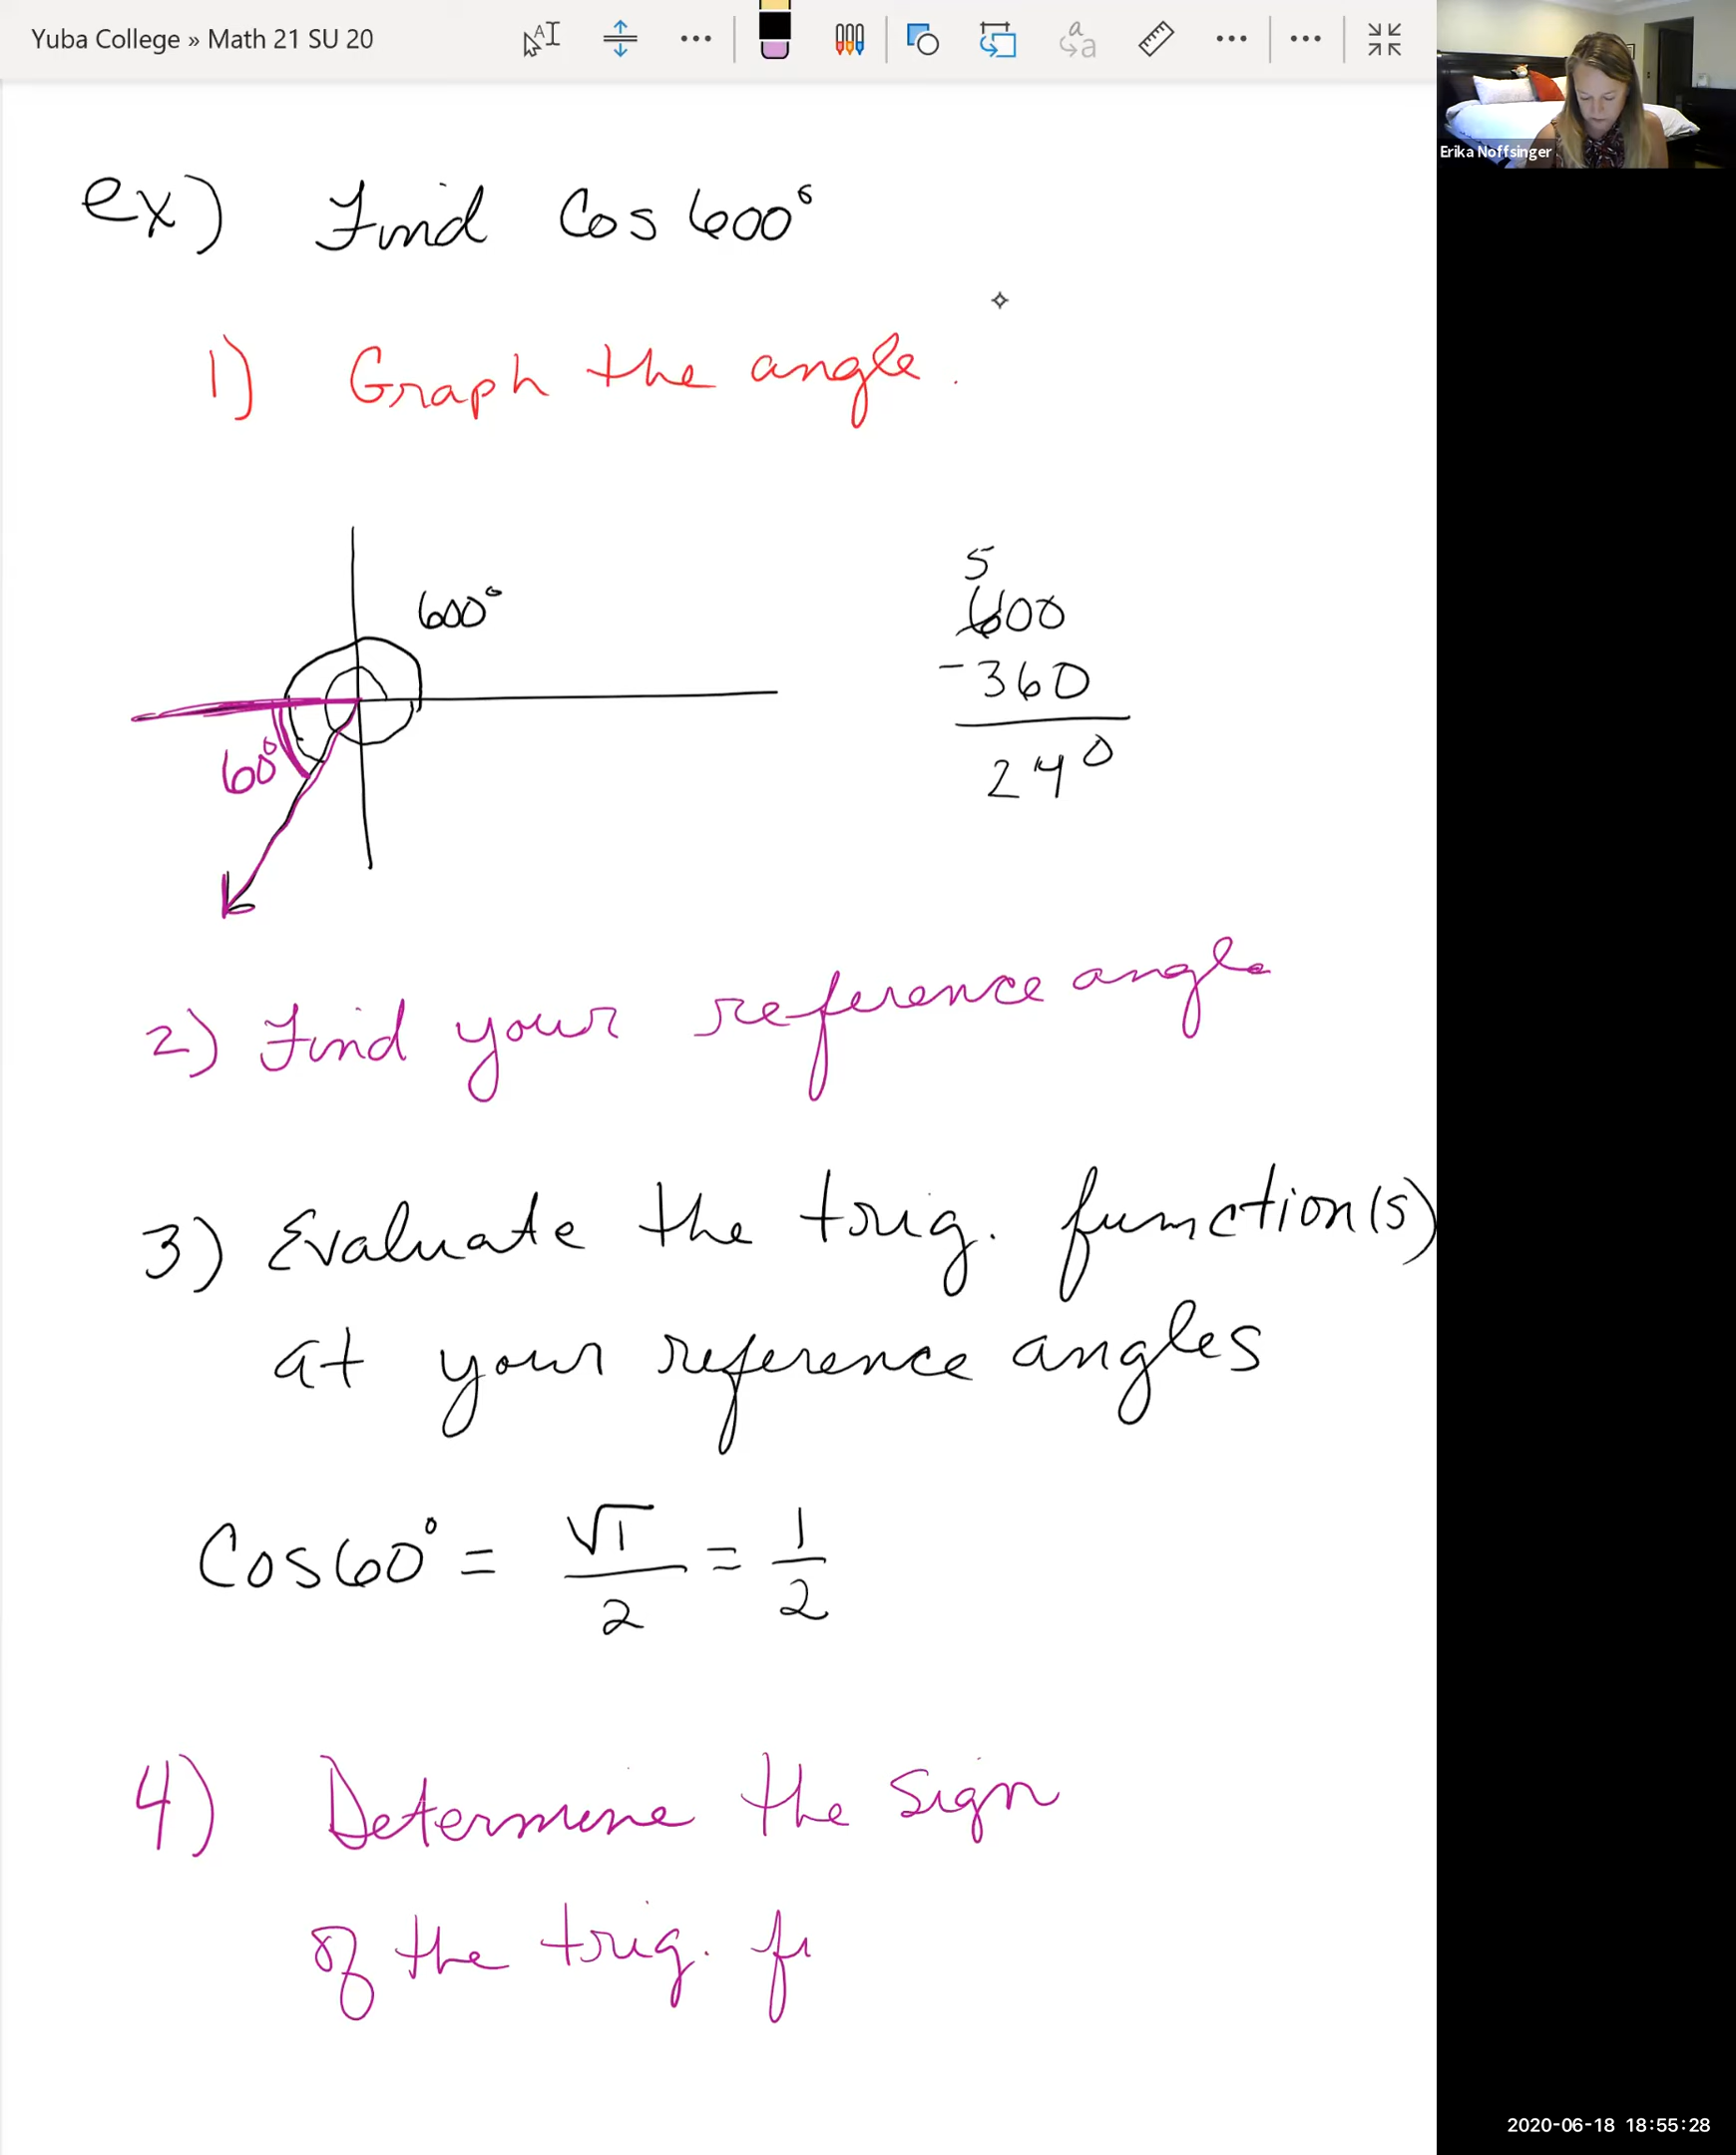 Yuba College » Math 21 SU 20
Erika Noffsinger
ex) Find Cos 600°
1) Graph the angle.
600°
60°
5
600
- 360
240
2) Find your reference angle
3) Evaluate the trig. function(s)
at your reference angles
Cos 60° = √1/2 = 1/2
4) Determine the sign
of the trig. fu
2020-06-18 18:55:28